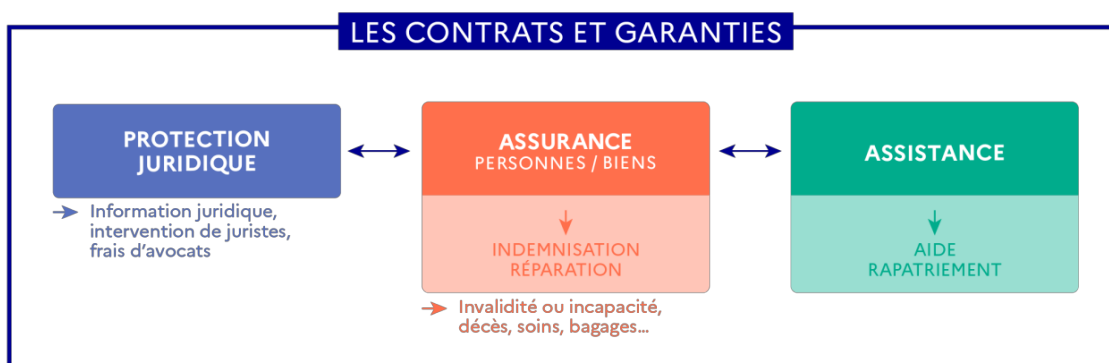 LES CONTRATS ET GARANTIES
PROTECTION
JURIDIQUE
Information juridique,
intervention de juristes,
frais d'avocats
ASSURANCE
PERSONNES / BIENS
INDEMNISATION
RÉPARATION
Invalidité ou incapacité,
décès, soins, bagages...
ASSISTANCE
AIDE
RAPATRIEMENT